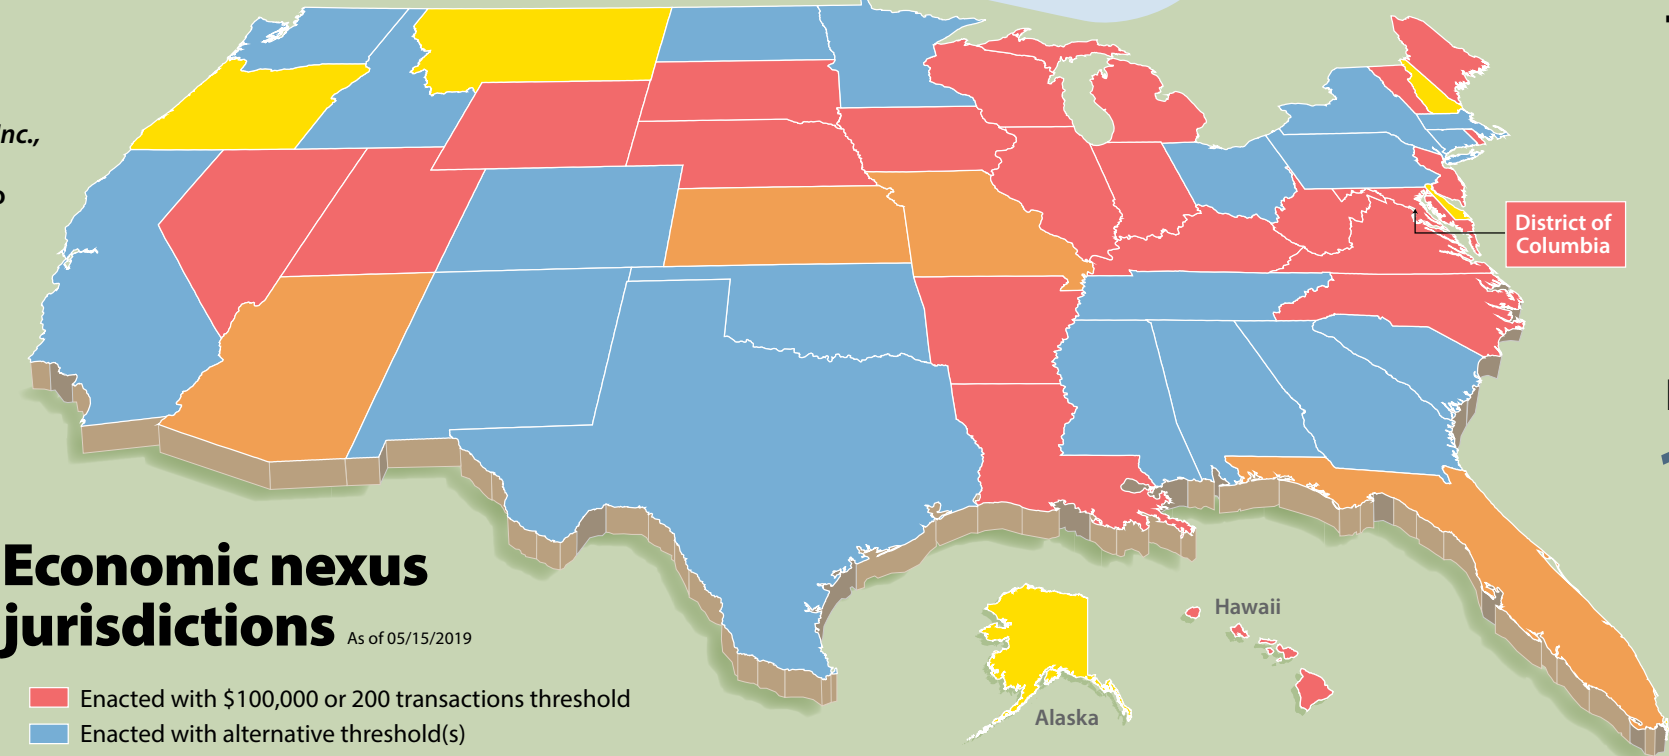 nc.,
District of
Columbia
Hawaii
Alaska
Economic nexus
jurisdictions As of 05/15/2019
Enacted with $100,000 or 200 transactions threshold
Enacted with alternative threshold(s)